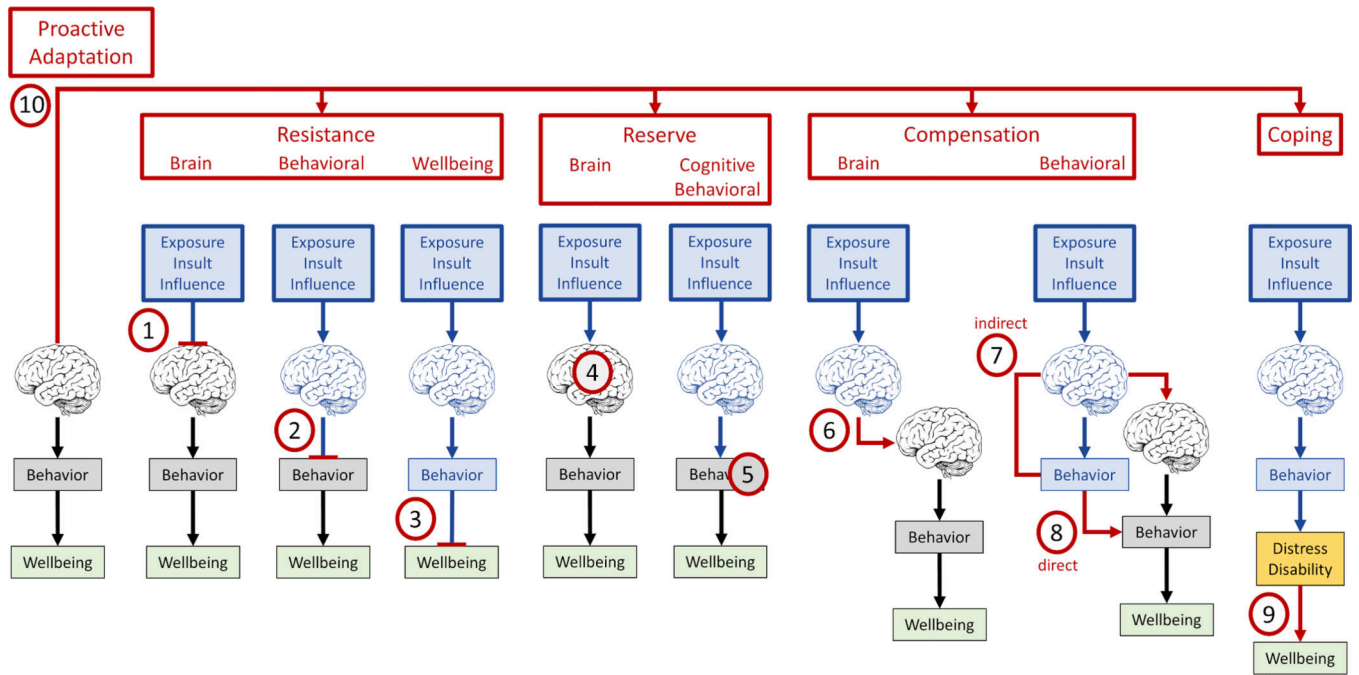 Proactive
Adaptation
10
Resistance
Brain Behavioral Wellbeing
Reserve
Brain Cognitive
Behavioral
Compensation
Brain Behavioral
Coping
Behavior
Wellbeing
Exposure
Insult
Influence
1
Behavior
Wellbeing
Exposure
Insult
Influence
2
Behavior
Wellbeing
Exposure
Insult
Influence
Behavior
3
Wellbeing
Exposure
Insult
Influence
4
Behavior
Wellbeing
Exposure
Insult
Influence
Behav
5
Wellbeing
Exposure
Insult
Influence
6
Behavior
Wellbeing
Exposure
Insult
Influence
indirect
7
Behavior
8
direct
Behavior
Wellbeing
Exposure
Insult
Influence
Behavior
Distress
Disability
9
Wellbeing